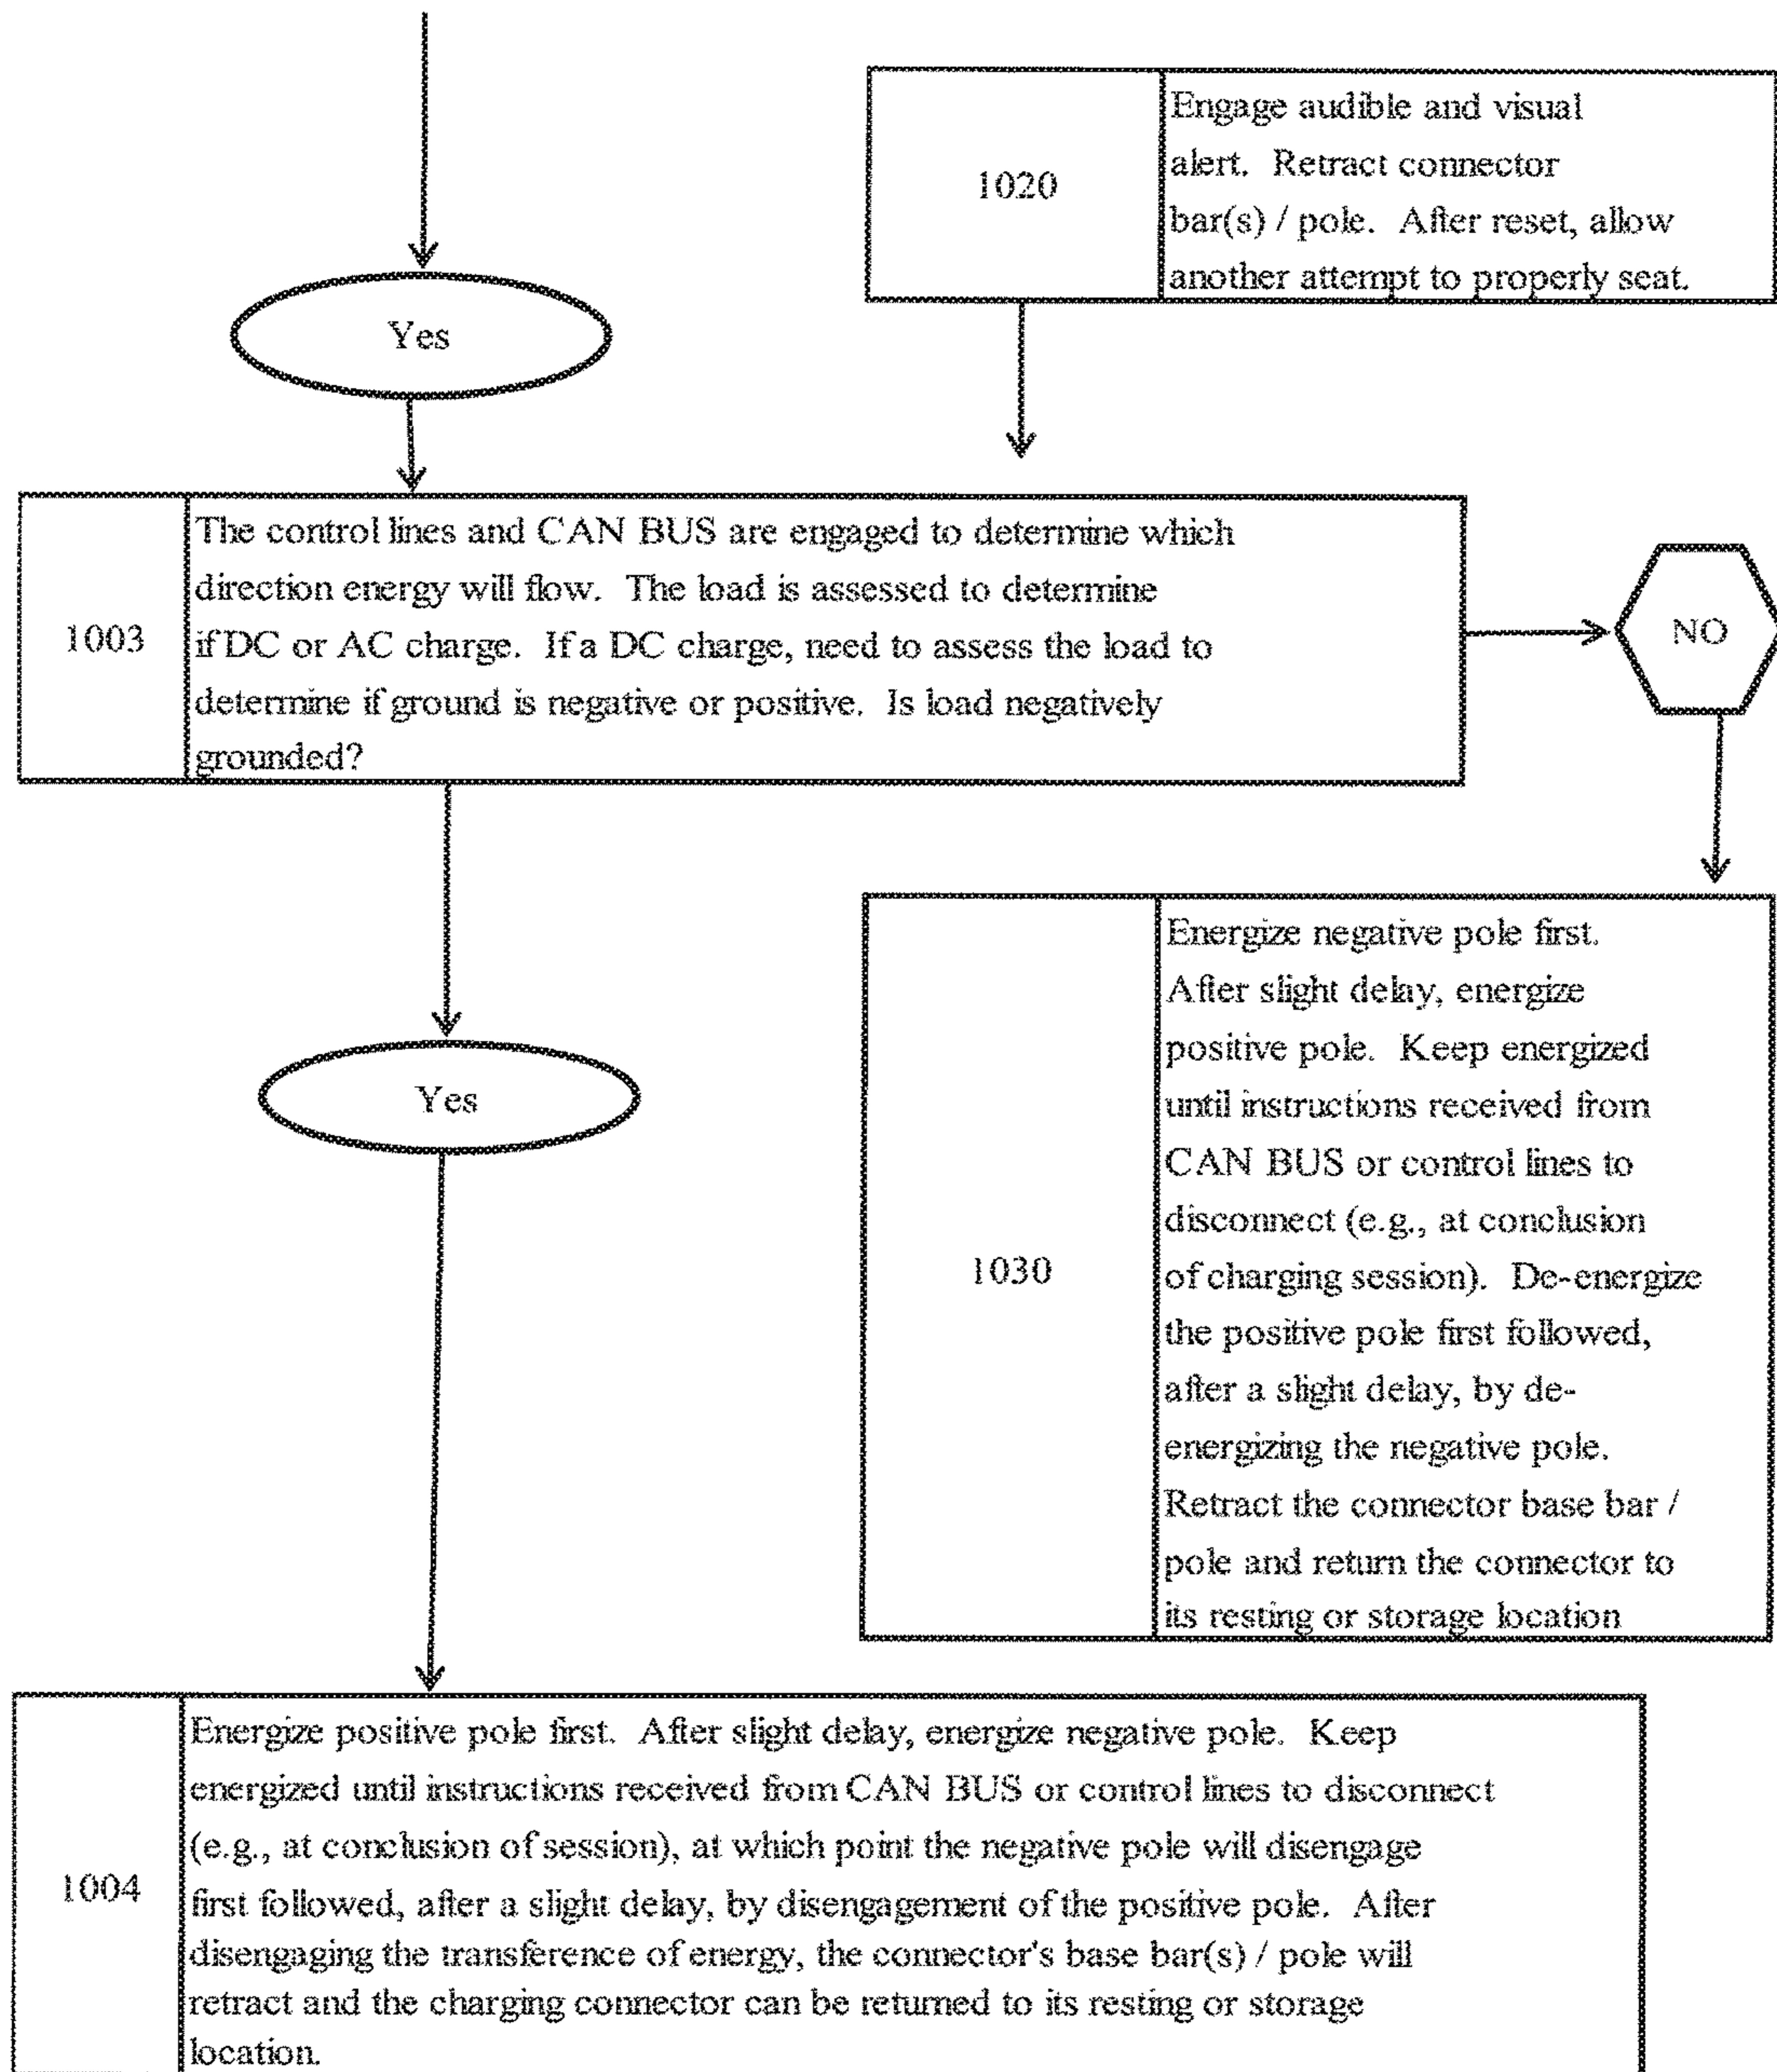 1020
Engage audible and visual
alert. Retract connector
bar(s) / pole. After reset, allow
another attempt to properly seat.
Yes
1003
The control lines and CAN BUS are engaged to determine which
direction energy will flow. The load is assessed to determine
if DC or AC charge. If a DC charge, need to assess the load to
determine if ground is negative or positive. Is load negatively
grounded?
NO
Yes
1030
Energize negative pole first.
After slight delay, energize
positive pole. Keep energized
until instructions received from
CAN BUS or control lines to
disconnect (e.g., at conclusion
of charging session). De-energize
the positive pole first followed,
after a slight delay, by de-
energizing the negative pole.
Retract the connector base bar /
pole and return the connector to
its resting or storage location
1004
Energize positive pole first. After slight delay, energize negative pole. Keep
energized until instructions received from CAN BUS or control lines to disconnect
(e.g., at conclusion of session), at which point the negative pole will disengage
first followed, after a slight delay, by disengagement of the positive pole. After
disengaging the transference of energy, the connector's base bar(s) / pole will
retract and the charging connector can be returned to its resting or storage
location.